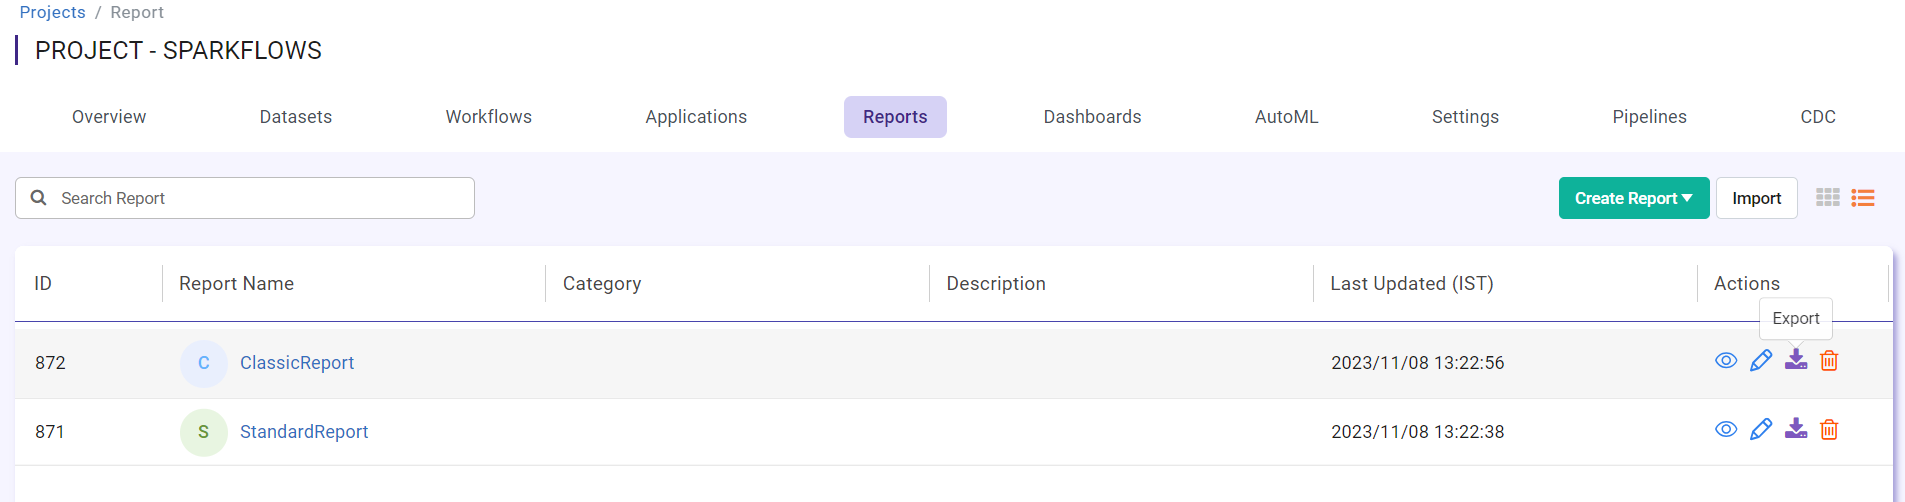 Projects / Report
PROJECT - SPARKFLOWS
Overview Datasets Workflows Applications Reports Dashboards AutoML Settings Pipelines CDC
Search Report Create Report Import
ID Report Name Category Description Last Updated (IST) Actions
Export
872 C ClassicReport 2023/11/08 13:22:56
871 S StandardReport 2023/11/08 13:22:38